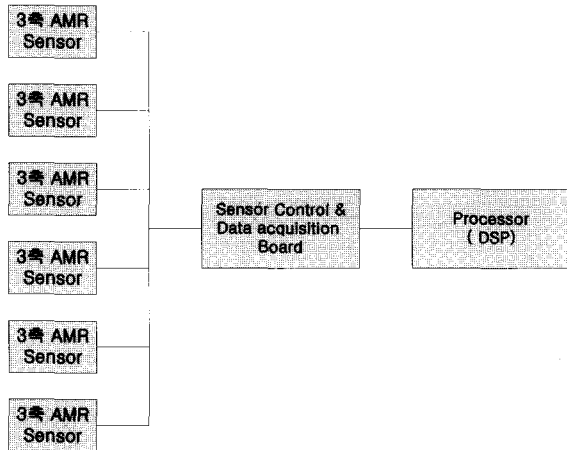 3축 AMR
Sensor
3축 AMR
Sensor
3축 AMR
Sensor
3축 AMR
Sensor
3축 AMR
Sensor
3축 AMR
Sensor
Sensor Control &
Data acquisition
Board
Processor
( DSP)